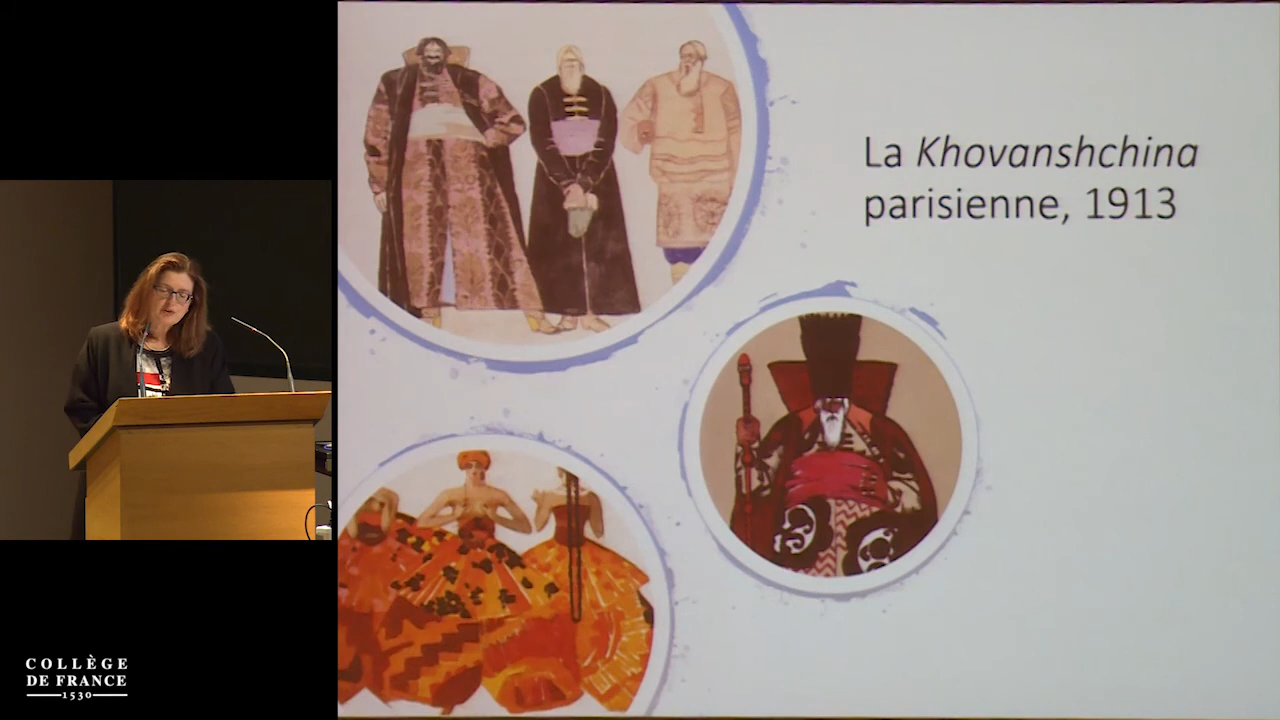 La Khovanshchina
parisienne, 1913
COLLÈGE
DE FRANCE
1530